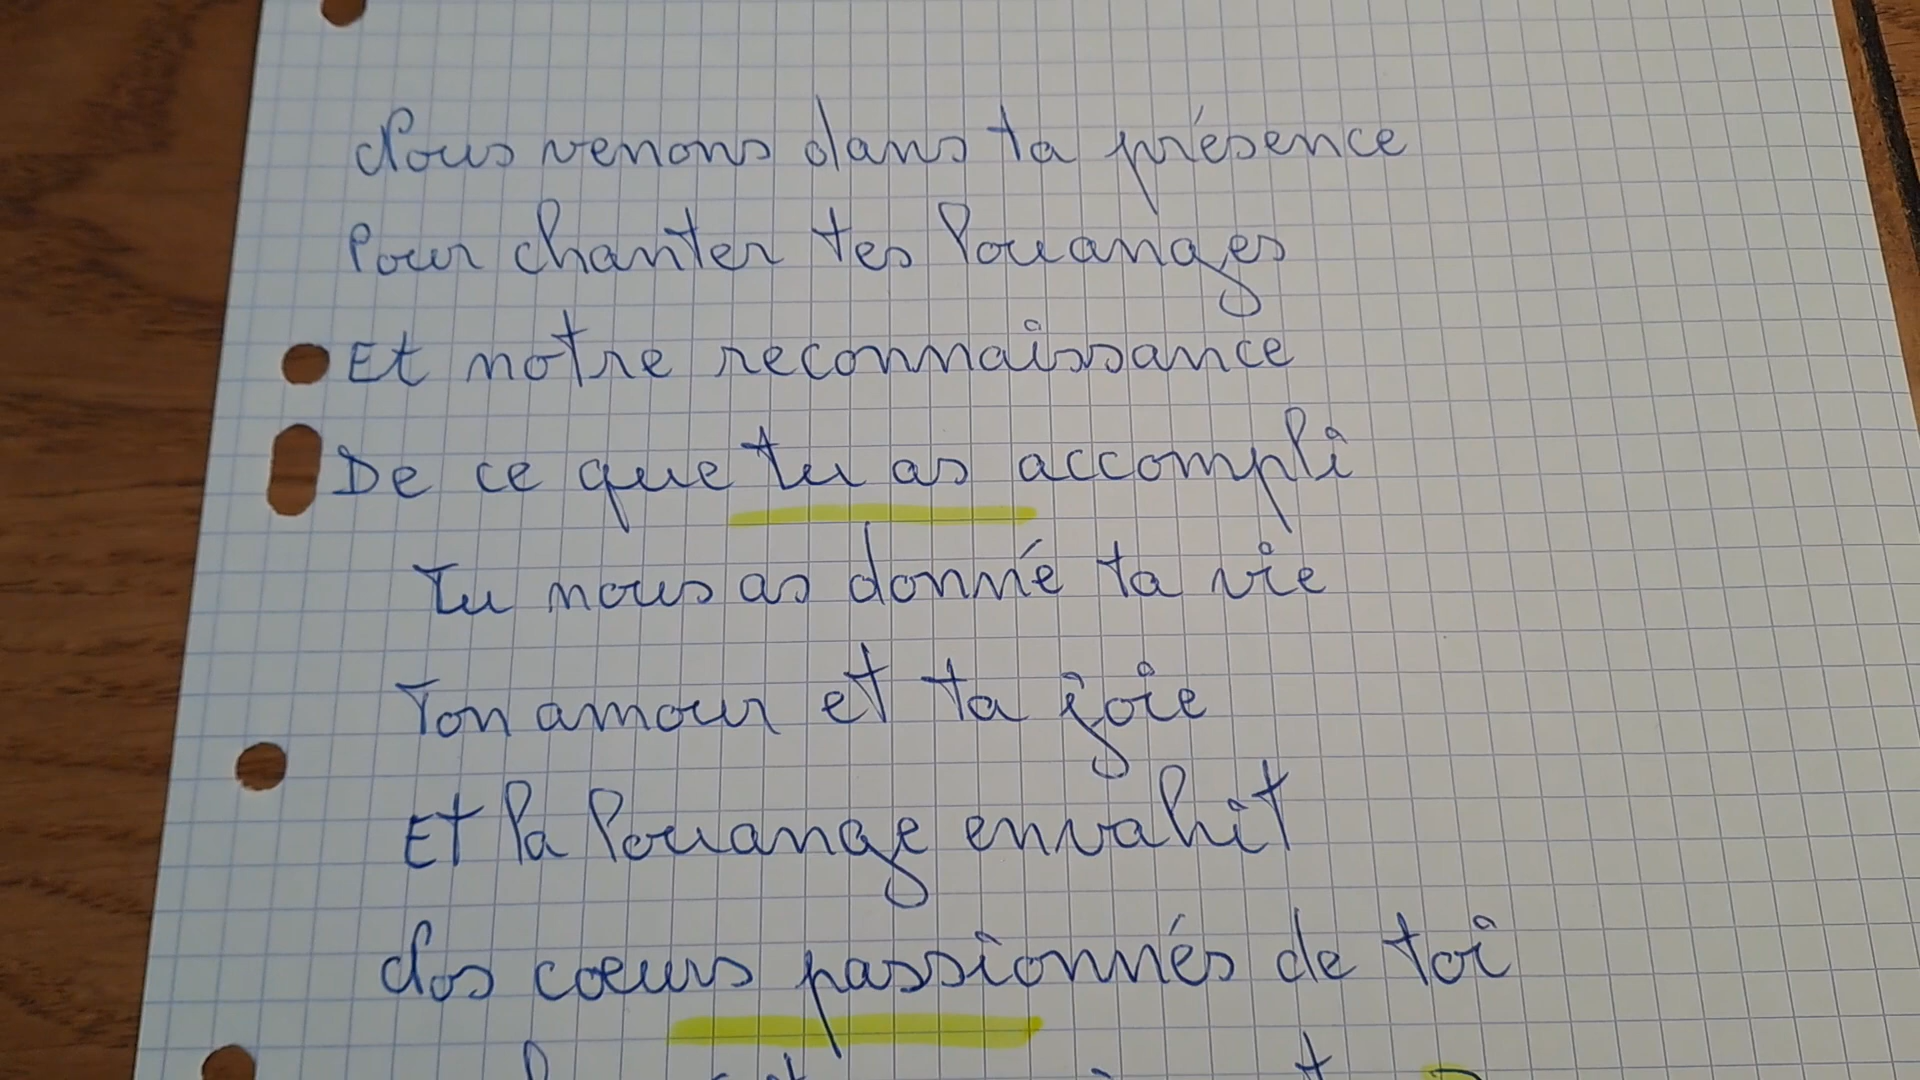 Nous venons dans ta présence
Pour chanter tes louanges
Et notre reconnaissance
De ce que tu as accompli
Tu nous as donné ta vie
Ton amour et ta joie
Et la louange envahit
Nos cœurs passionnés de toi